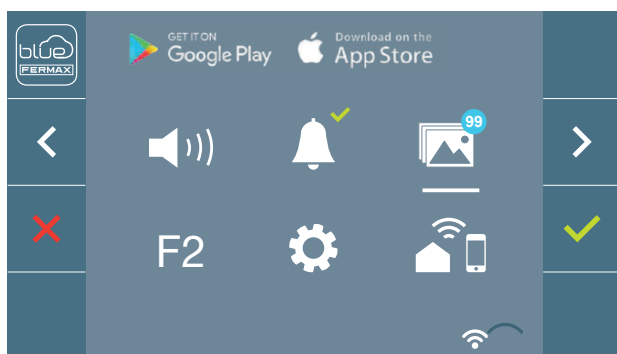 blue
FERMAX
GET IT ON
Google Play
Download on the
App Store
99
F2